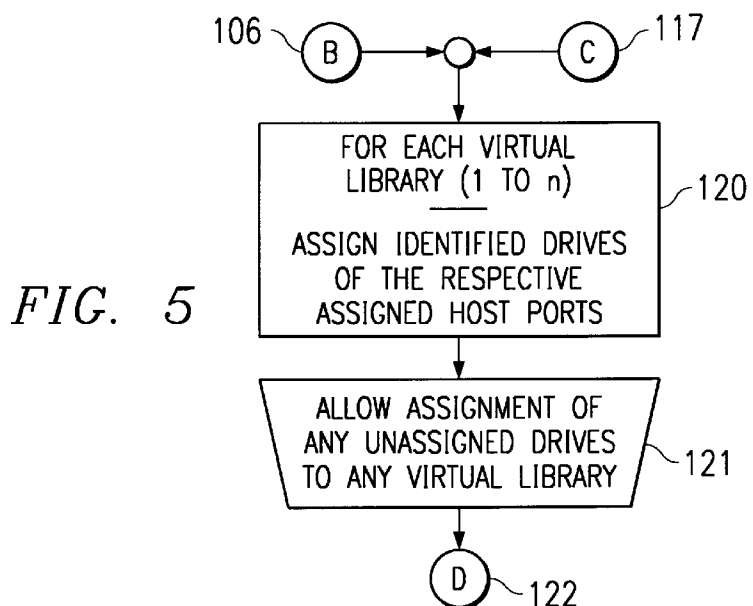 106
B
C
117
FOR EACH VIRTUAL
LIBRARY (1 TO n)
ASSIGN IDENTIFIED DRIVES
OF THE RESPECTIVE
ASSIGNED HOST PORTS
120
FIG. 5
ALLOW ASSIGNMENT OF
ANY UNASSIGNED DRIVES
TO ANY VIRTUAL LIBRARY
121
D
122